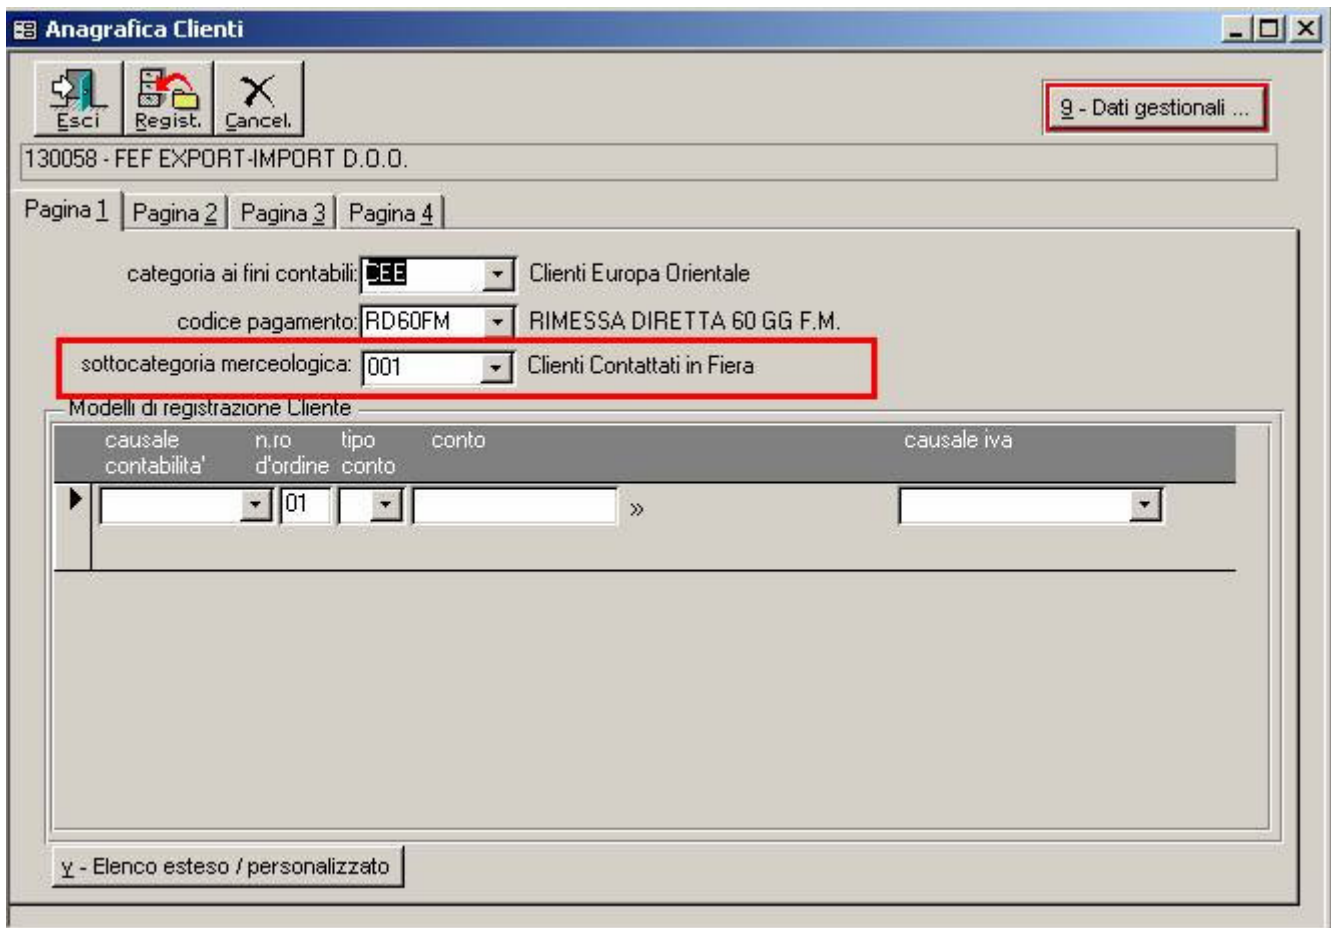 Anagrafica Clienti
Esci Regist. Cancel. 9 - Dati gestionali ...
130058 - FEF EXPORT-IMPORT D.O.O.
Pagina 1 Pagina 2 Pagina 3 Pagina 4
categoria ai fini contabili: CEE Clienti Europa Orientale
codice pagamento: RD60FM RIMESSA DIRETTA 60 GG F.M.
sottocategoria merceologica: 001 Clienti Contattati in Fiera
Modelli di registrazione Cliente
causale n.ro tipo conto causale iva
contabilita' d'ordine conto
01 »
y - Elenco esteso / personalizzato